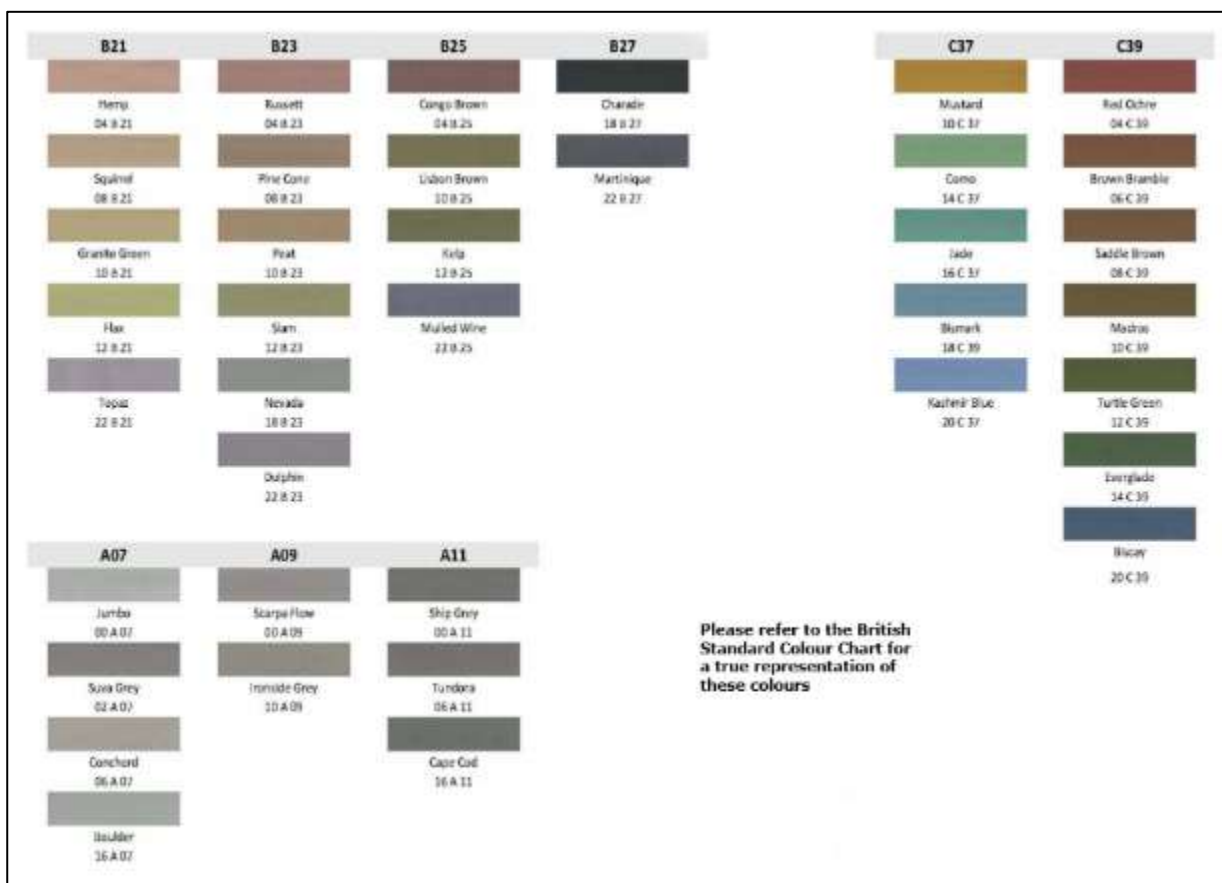 B21
B23
B25
B27
C37
C39
Hemp
Russett
Congo Brown
Charade
Mustard
Red Ochre
04 B 21
04 B 23
04 B 25
18 B 27
10 C 37
04 C 39
Squirrel
Pine Cone
Lisbon Brown
Martinique
Como
Brown Bramble
08 B 21
08 B 23
10 B 25
22 B 27
14 C 37
06 C 39
Granite Green
Peat
Kelp
Jade
Saddle Brown
10 B 21
10 B 23
12 B 25
16 C 37
08 C 39
Flax
Siam
Mulled Wine
Bismark
Madras
12 B 21
12 B 23
22 B 25
18 C 39
10 C 39
Topaz
Nevada
Kashmir Blue
Turtle Green
22 B 21
18 B 23
20 C 37
12 C 39
Dolphin
Everglade
22 B 23
14 C 39
Biscay
20 C 39
A07
A09
A11
Jumbo
Scarpa Flow
Ship Grey
00 A 07
00 A 09
00 A 11
Suva Grey
Ironside Grey
Tundora
02 A 07
10 A 09
06 A 11
Conchord
Cape Cod
06 A 07
16 A 11
Boulder
16 A 07
Please refer to the British
Standard Colour Chart for
a true representation of
these colours